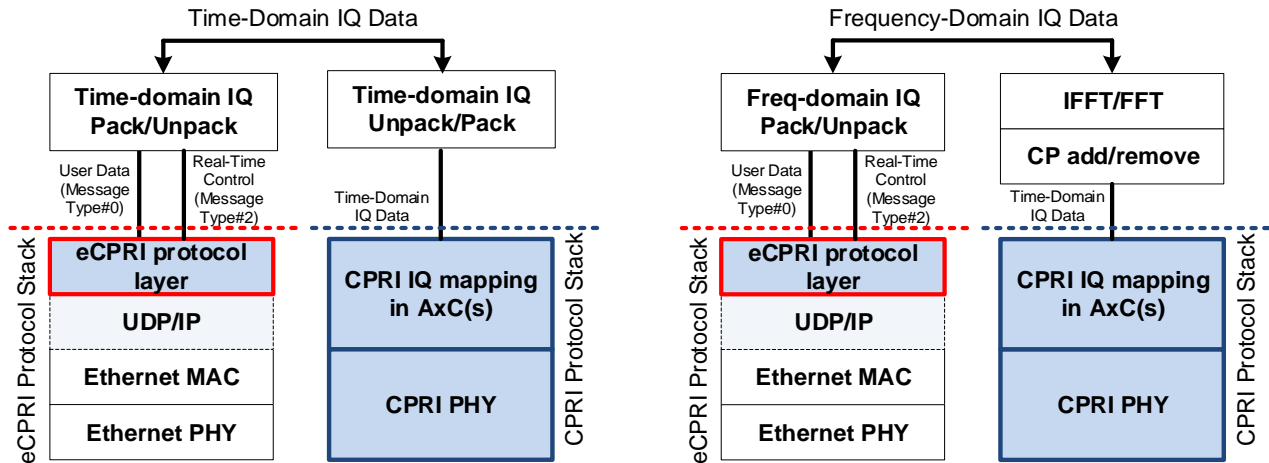 Time-Domain IQ Data
Time-domain IQ
Pack/Unpack
Time-domain IQ
Unpack/Pack
User Data
(Message
Type#0)
Real-Time
Control
(Message
Type#2)
Time-Domain
IQ Data
eCPRI protocol
layer
UDP/IP
Ethernet MAC
Ethernet PHY
eCPRI Protocol Stack
CPRI IQ mapping
in AxC(s)
CPRI PHY
CPRI Protocol Stack
Frequency-Domain IQ Data
Freq-domain IQ
Pack/Unpack
IFFT/FFT
CP add/remove
User Data
(Message
Type#0)
Real-Time
Control
(Message
Type#2)
Time-Domain
IQ Data
eCPRI protocol
layer
UDP/IP
Ethernet MAC
Ethernet PHY
eCPRI Protocol Stack
CPRI IQ mapping
in AxC(s)
CPRI PHY
CPRI Protocol Stack